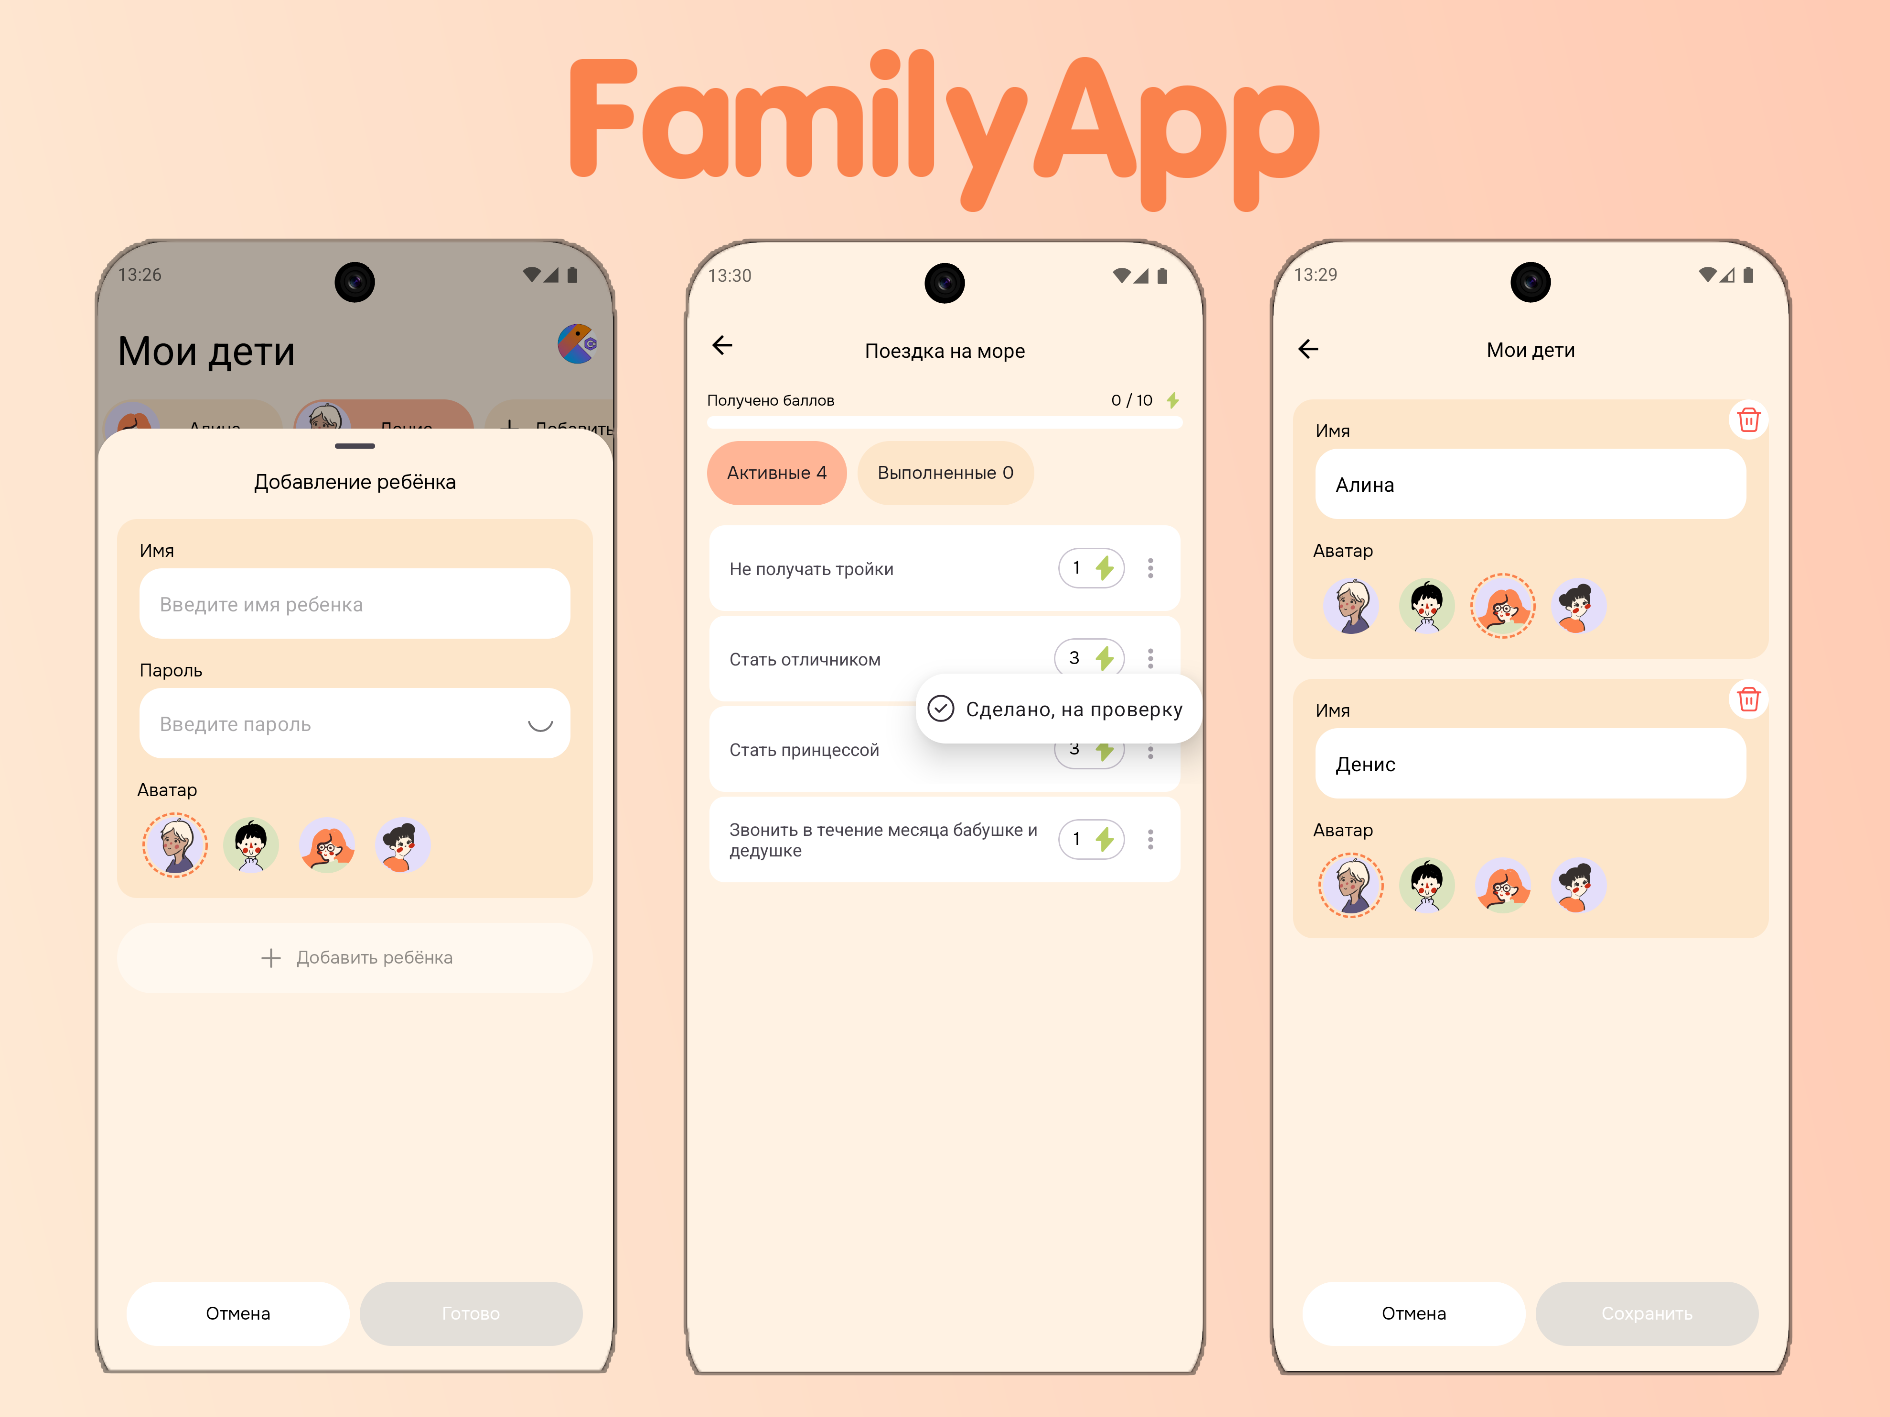 FamilyApp
13:26
Мои дети
Алина
Денис
Добавить
Добавление ребёнка
Имя
Введите имя ребенка
Пароль
Введите пароль
Аватар
Добавить ребёнка
Отмена
Готово
13:30
Поездка на море
Получено баллов
0 / 10
Активные 4
Выполненные 0
Не получать тройки
1
Стать отличником
3
Сделано, на проверку
Стать принцессой
3
Звонить в течение месяца бабушке и
дедушке
1
13:29
Мои дети
Имя
Алина
Аватар
Имя
Денис
Аватар
Отмена
Сохранить